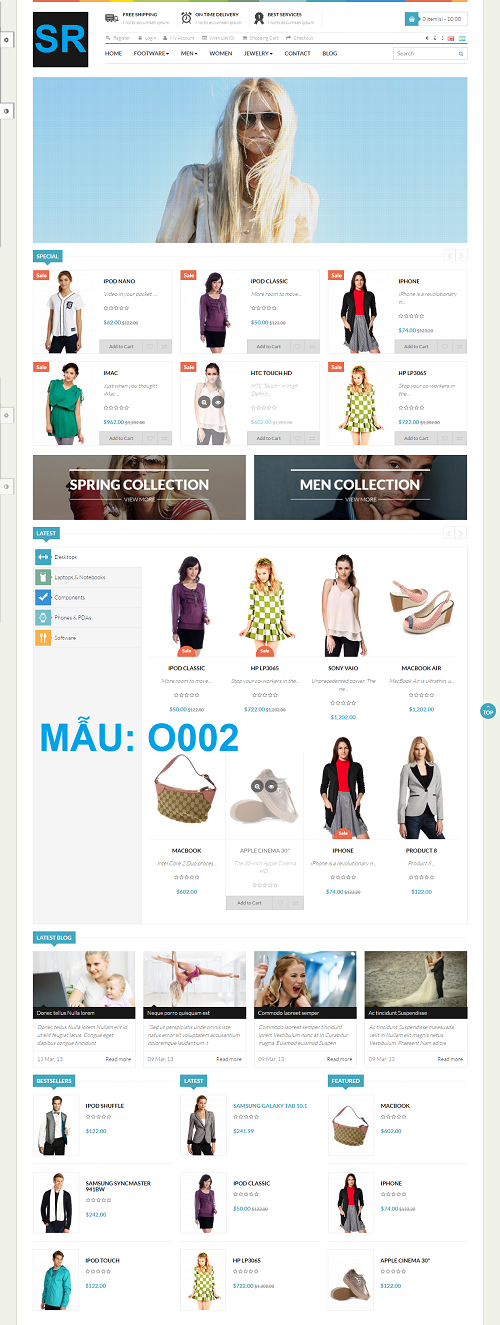 SR
FREE SHIPPING
ON TIME DELIVERY
BEST SERVICES
0 item(s) - $0.00
Register
Login
My Account
Wish List (0)
Shopping Cart
Checkout
€ £ $
HOME
FOOTWARE
MEN
WOMEN
JEWELRY
CONTACT
BLOG
Search
SPECIAL
Sale
IPOD NANO
Video in your pocket. ...
$62.00 $122.00
Add to Cart
Sale
IPOD CLASSIC
More room to move...
$50.00 $122.00
Add to Cart
Sale
IPHONE
iPhone is a revolutionary
n...
$74.00 $123.20
Add to Cart
Sale
IMAC
Just when you thought
iMac ...
$962.00 $1,202.00
Add to Cart
HTC TOUCH HD
HTC Touch - in High
Definit...
$602.00 $1,202.00
Add to Cart
Sale
HP LP3065
Stop your co-workers in
the...
$722.00 $1,202.00
Add to Cart
SPRING COLLECTION
VIEW MORE
MEN COLLECTION
VIEW MORE
LATEST
Desktops
Laptops & Notebooks
Components
Phones & PDAs
Software
Sale
IPOD CLASSIC
More room to move...
$50.00 $122.00
Sale
HP LP3065
Stop your co-workers in the...
$722.00 $1,202.00
SONY VAIO
Unprecedented power. The
ne...
$1,202.00
MACBOOK AIR
MacBook Air is ultrathin, u...
$1,202.00
TOP
MẪU: O002
MACBOOK
Intel Core 2 Duo proces...
$602.00
APPLE CINEMA 30"
The 30-inch Apple Cinema
HD...
Add to Cart
Sale
IPHONE
iPhone is a revolutionary n...
$74.00 $123.20
PRODUCT 8
Product 8...
$122.00
LATEST BLOG
Donec tellus Nulla lorem
Donec tellus Nulla lorem Nullam elit id
ut elit feugiat lacus. Congue eget
dapibus congue tincidunt
11 Mar, 13
Read more
Neque porro quisquam est
"Sed ut perspiciatis unde omnis iste
natus error sit voluptatem accusantium
doloremque laudantium, t
09 Mar, 13
Read more
Commodo laoreet semper
Commodo laoreet semper tincidunt
lorem Vestibulum nunc at In Curabitur
magna. Euismod euismod Suspen
09 Mar, 13
Read more
Ac tincidunt Suspendisse
Ac tincidunt Suspendisse malesuada
velit in Nullam elit magnis netus
Vestibulum. Praesent Nam adipis
09 Mar, 13
Read more
BESTSELLERS
IPOD SHUFFLE
$122.00
SAMSUNG SYNCMASTER
941BW
$242.00
IPOD TOUCH
$122.00
LATEST
SAMSUNG GALAXY TAB 10.1
$241.99
IPOD CLASSIC
$50.00 $122.00
HP LP3065
$722.00 $1,202.00
FEATURED
MACBOOK
$602.00
IPHONE
$74.00 $123.20
APPLE CINEMA 30"
$122.00